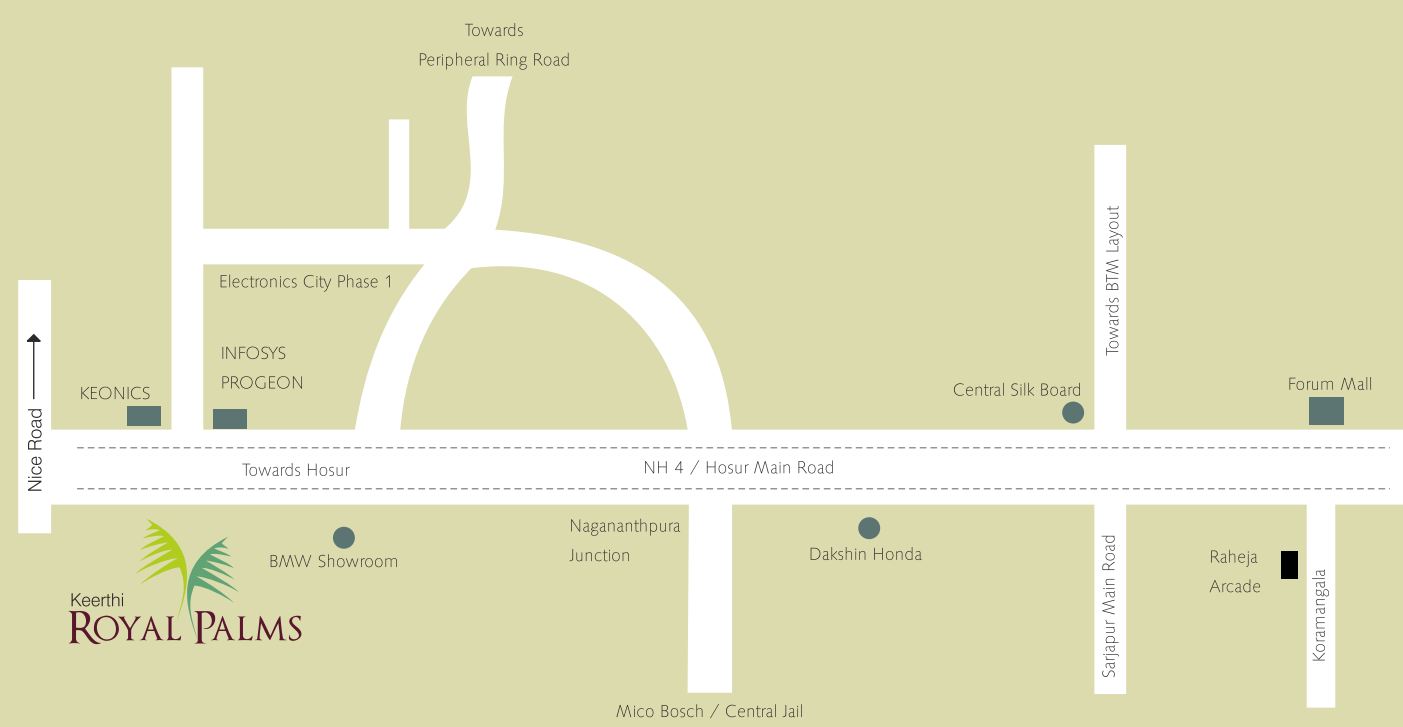 Towards
Peripheral Ring Road
Towards BTM Layout
Electronics City Phase 1
INFOSYS
PROGEON
KEONICS
Central Silk Board
Forum Mall
Nice Road
Towards Hosur
NH 4 / Hosur Main Road
Nagananthpura
Junction
BMW Showroom
Dakshin Honda
Sarjapur Main Road
Raheja
Arcade
Koramangala
Keerthi
ROYAL PALMS
Mico Bosch / Central Jail